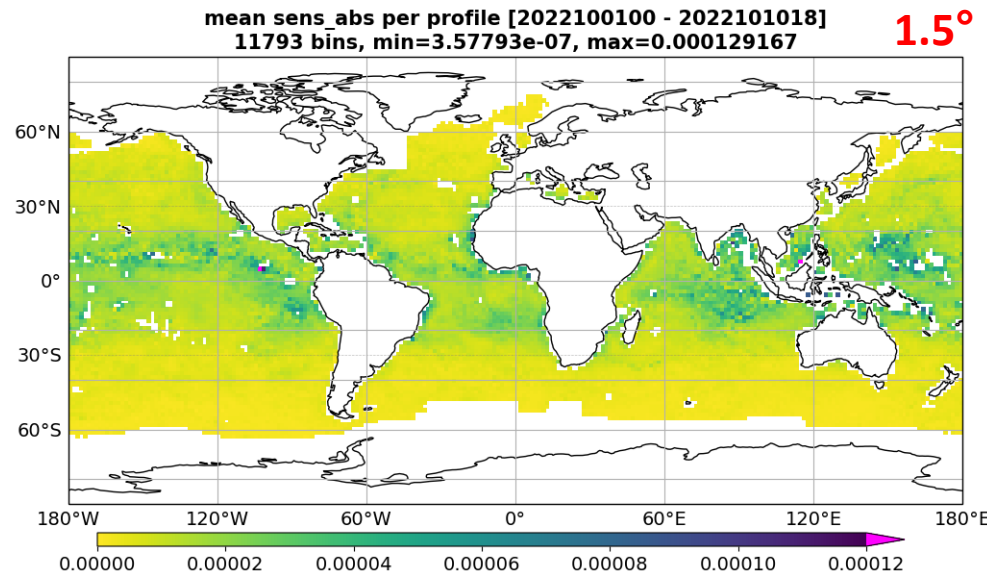 mean sens_abs per profile [2022100100 - 2022101018]
11793 bins, min=3.57793e-07, max=0.000129167
1.5°
60°N
30°N
0°
30°S
60°S
180°W 120°W 60°W 0° 60°E 120°E 180°E
0.00000 0.00002 0.00004 0.00006 0.00008 0.00010 0.00012